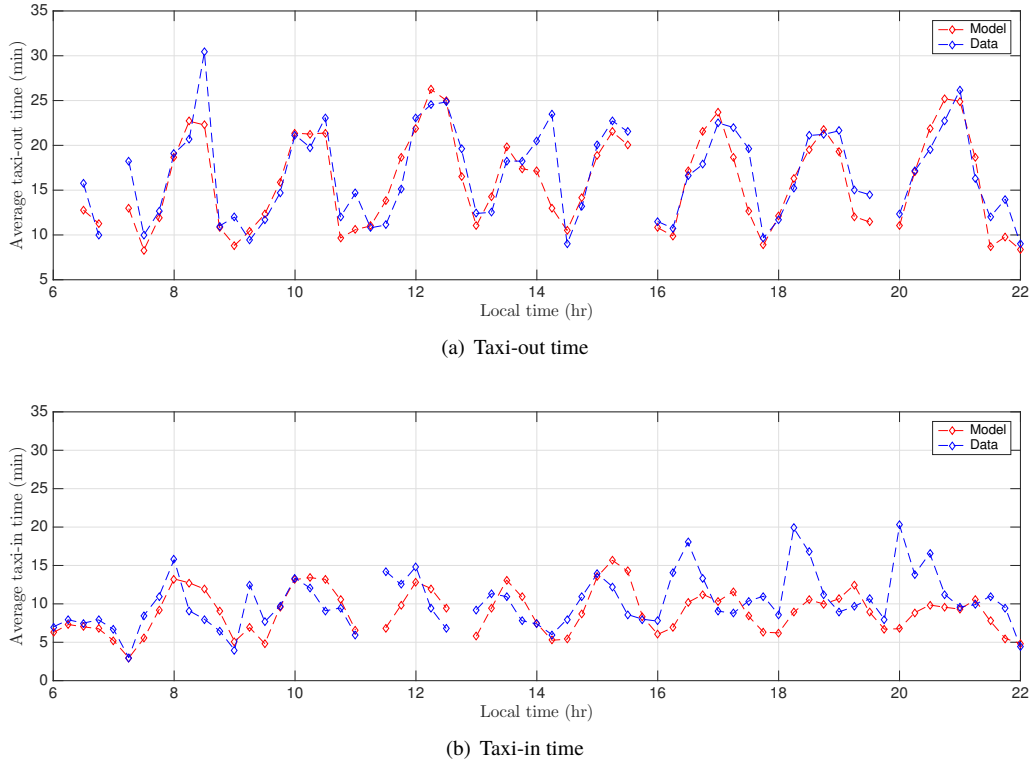 35
30
25
20
15
10
5
Average taxi-out time (min)
Model
Data
6 8 10 12 14 16 18 20 22
Local time (hr)
(a) Taxi-out time
35
30
25
20
15
10
5
0
Average taxi-in time (min)
Model
Data
6 8 10 12 14 16 18 20 22
Local time (hr)
(b) Taxi-in time